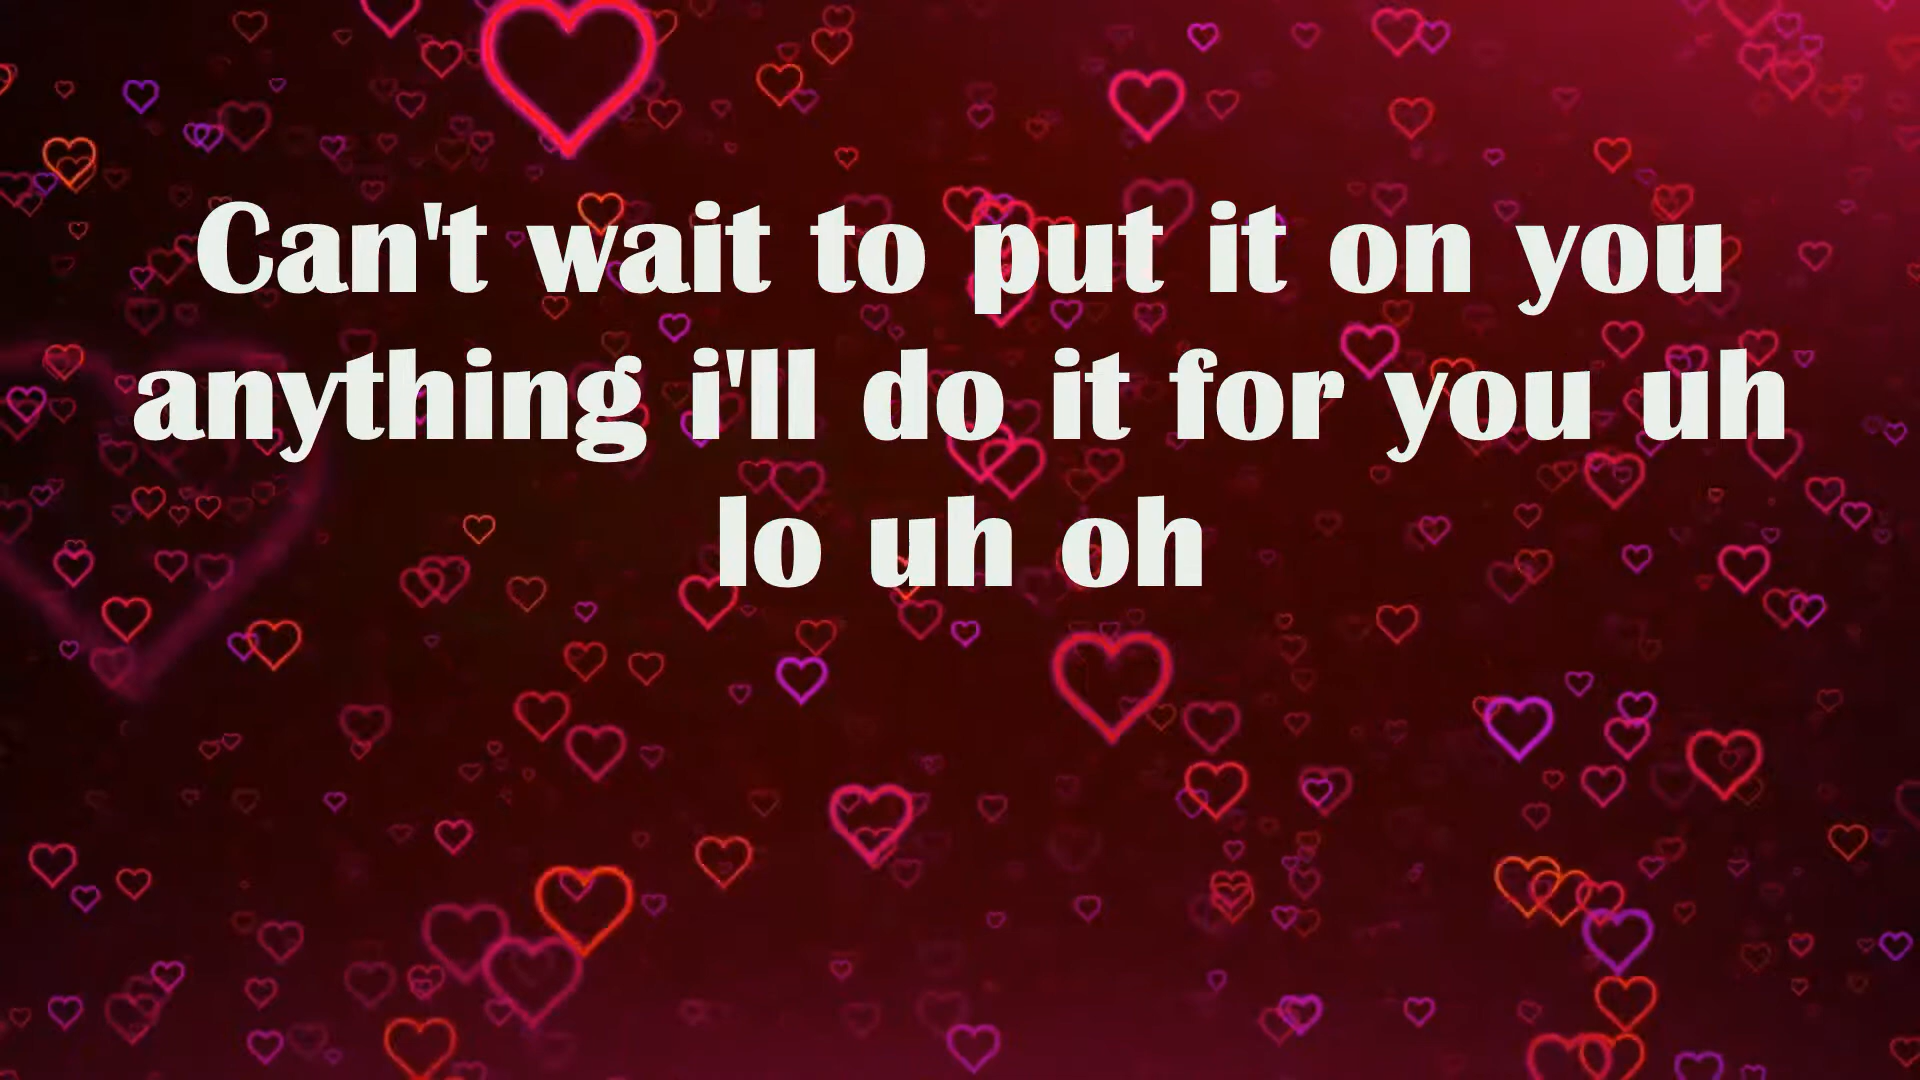 Can't wait to put it on you
anything i'll do it for you uh
lo uh oh